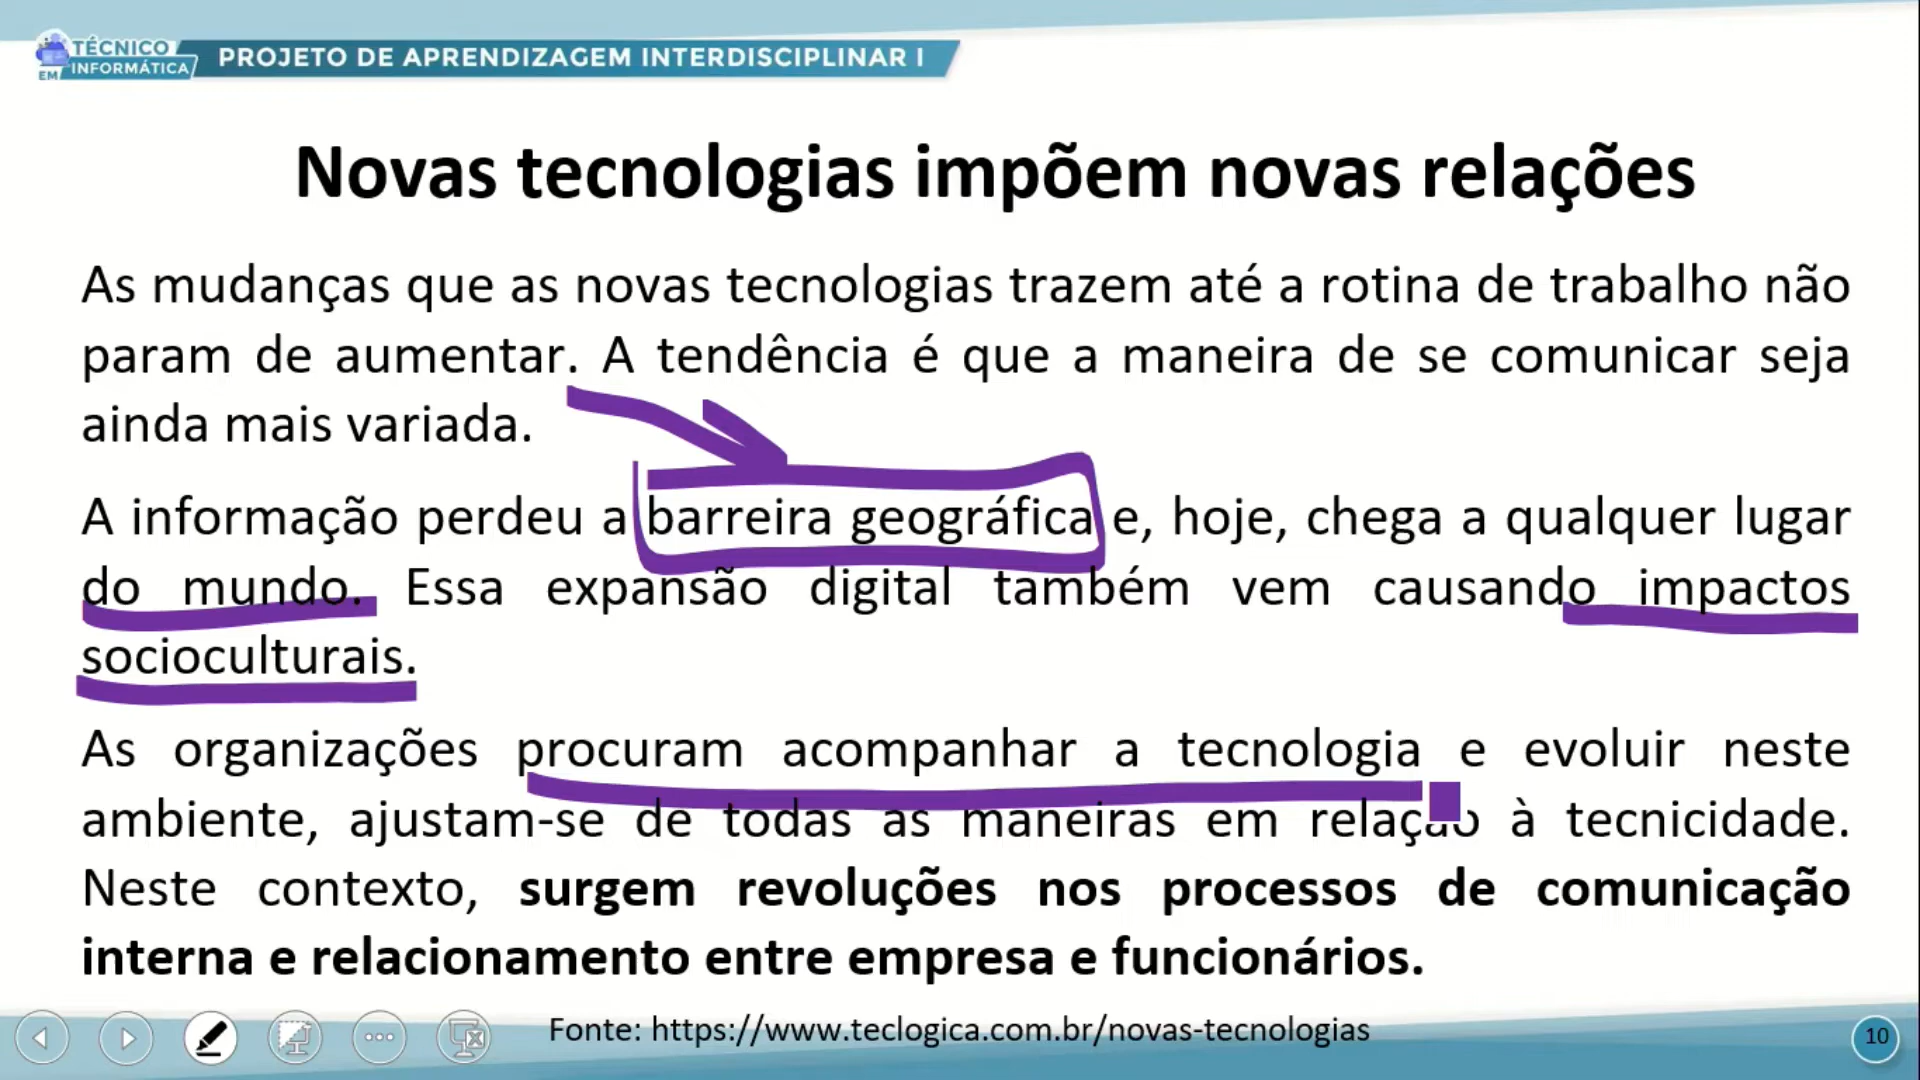 TÉCNICO
EM INFORMÁTICA
PROJETO DE APRENDIZAGEM INTERDISCIPLINAR I
Novas tecnologias impõem novas relações
As mudanças que as novas tecnologias trazem até a rotina de trabalho não
param de aumentar. A tendência é que a maneira de se comunicar seja
ainda mais variada.
A informação perdeu a barreira geográfica e, hoje, chega a qualquer lugar
do mundo. Essa expansão digital também vem causando impactos
socioculturais.
As organizações procuram acompanhar a tecnologia e evoluir neste
ambiente, ajustam-se de todas as maneiras em relação à tecnicidade.
Neste contexto, surgem revoluções nos processos de comunicação
interna e relacionamento entre empresa e funcionários.
Fonte: https://www.teclogica.com.br/novas-tecnologias
10